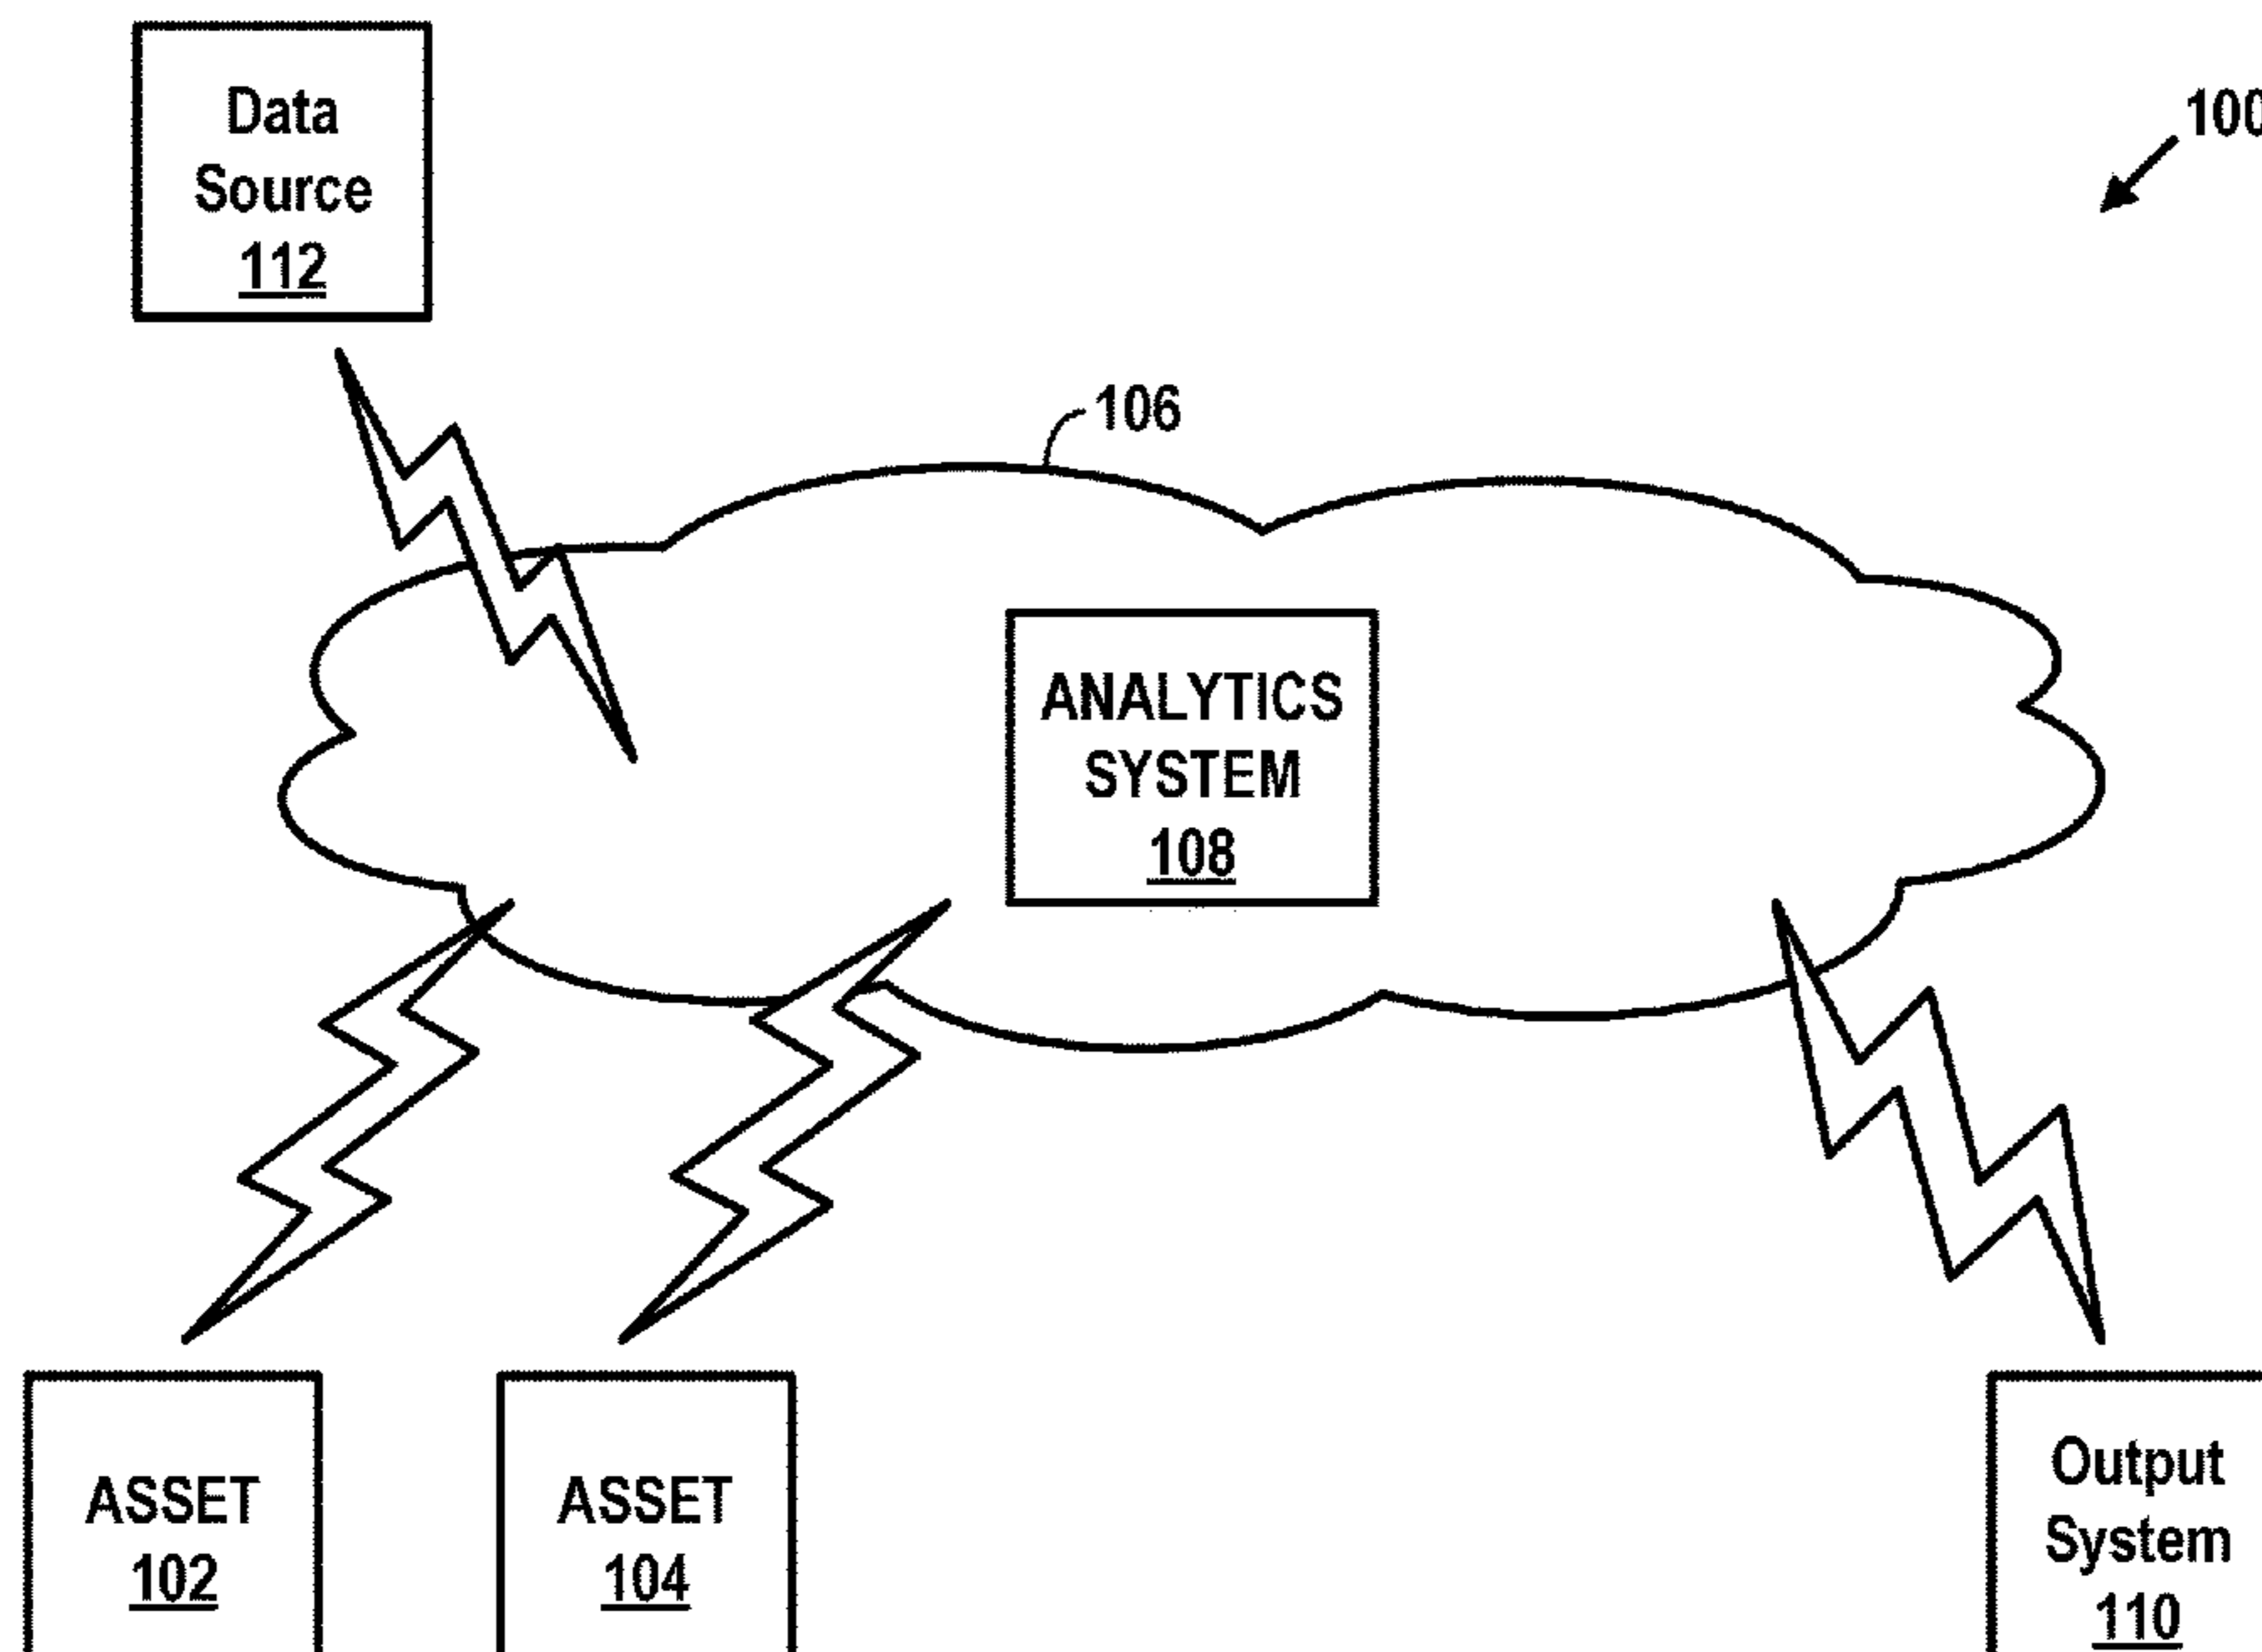 Data
Source
112
100
106
ANALYTICS
SYSTEM
108
ASSET
102
ASSET
104
Output
System
110